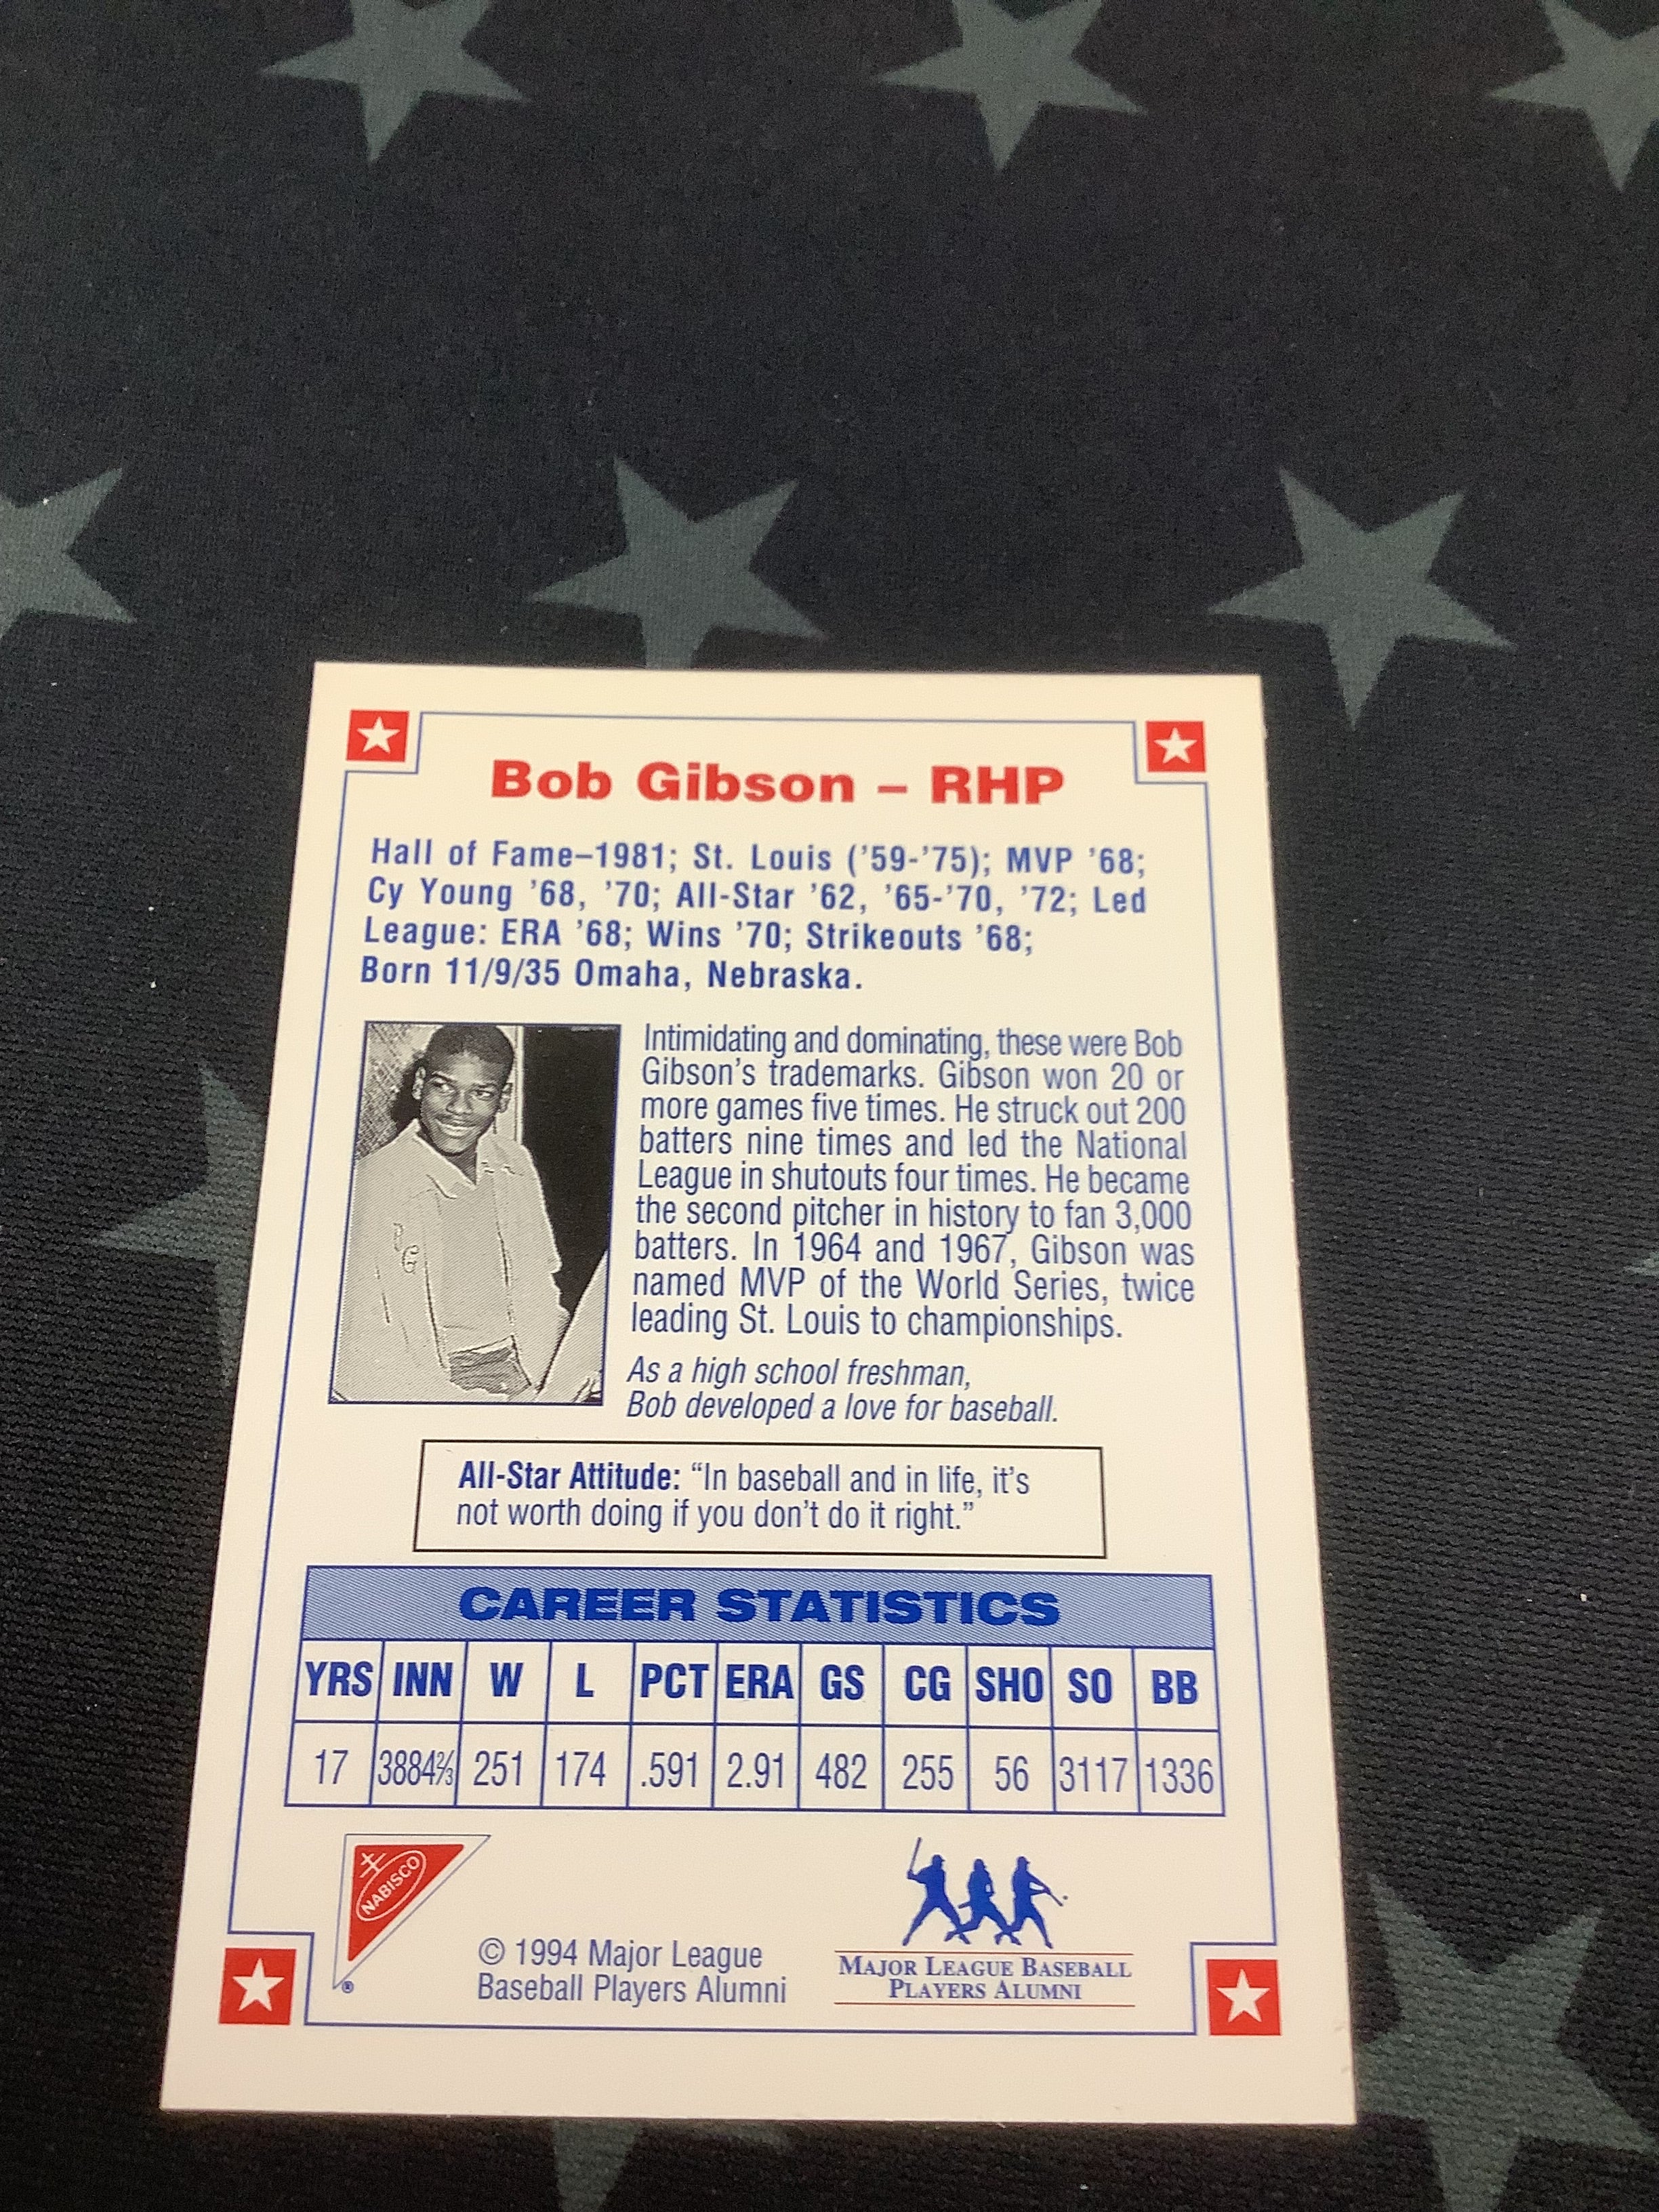 Bob Gibson – RHP
Hall of Fame–1981; St. Louis ('59-'75); MVP '68;
Cy Young '68, '70; All-Star '62, '65-'70, '72; Led
League: ERA '68; Wins '70; Strikeouts '68;
Born 11/9/35 Omaha, Nebraska.
Intimidating and dominating, these were Bob
Gibson's trademarks. Gibson won 20 or
more games five times. He struck out 200
batters nine times and led the National
League in shutouts four times. He became
the second pitcher in history to fan 3,000
batters. In 1964 and 1967, Gibson was
named MVP of the World Series, twice
leading St. Louis to championships.
As a high school freshman,
Bob developed a love for baseball.
All-Star Attitude: “In baseball and in life, it's
not worth doing if you don't do it right.”
CAREER STATISTICS
YRS INN W L PCT ERA GS CG SHO SO BB
17 3884⅔ 251 174 .591 2.91 482 255 56 3117 1336
NABISCO
®
© 1994 Major League
Baseball Players Alumni
MAJOR LEAGUE BASEBALL
PLAYERS ALUMNI